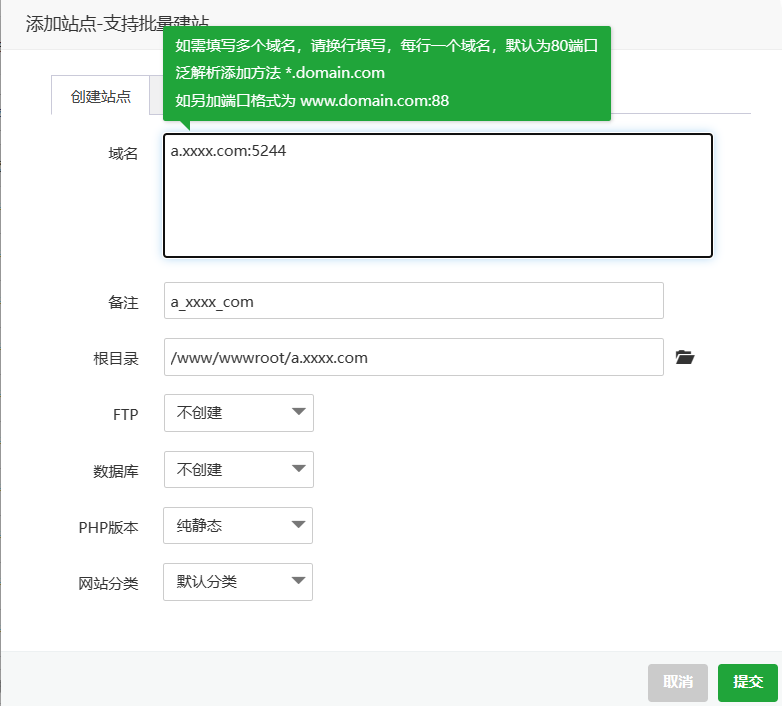 添加站点-支持批量建站
如需填写多个域名，请换行填写，每行一个域名，默认为80端口
泛解析添加方法 *.domain.com
如另加端口格式为 www.domain.com:88
创建站点
域名
a.xxxx.com:5244
备注
a_xxxx_com
根目录
/www/wwwroot/a.xxxx.com
FTP
不创建
数据库
不创建
PHP版本
纯静态
网站分类
默认分类
取消
提交